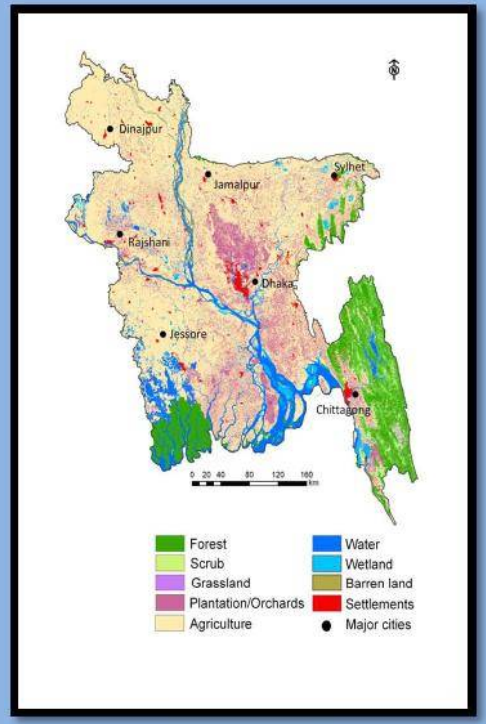 N
Dinajpur
Sylhet
Jamalpur
Rajshani
Dhaka
Jessore
Chittagong
0 20 40 80 120 160
km
Forest
Scrub
Grassland
Plantation/Orchards
Agriculture
Water
Wetland
Barren land
Settlements
Major cities